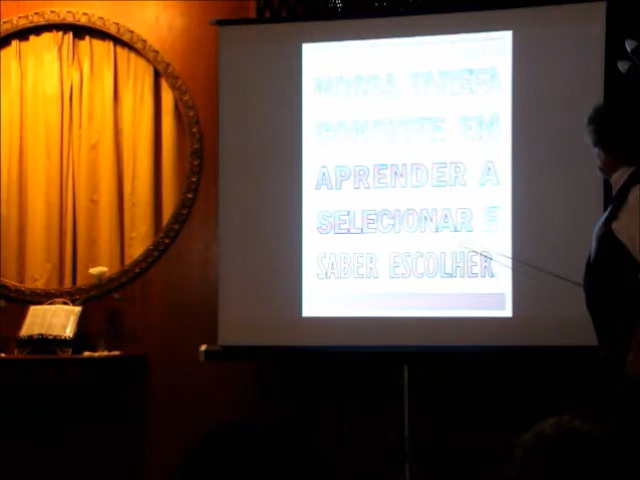 NOSSA TAREFA
CONSISTE EM
APRENDER A
SELECIONAR E
SABER ESCOLHER